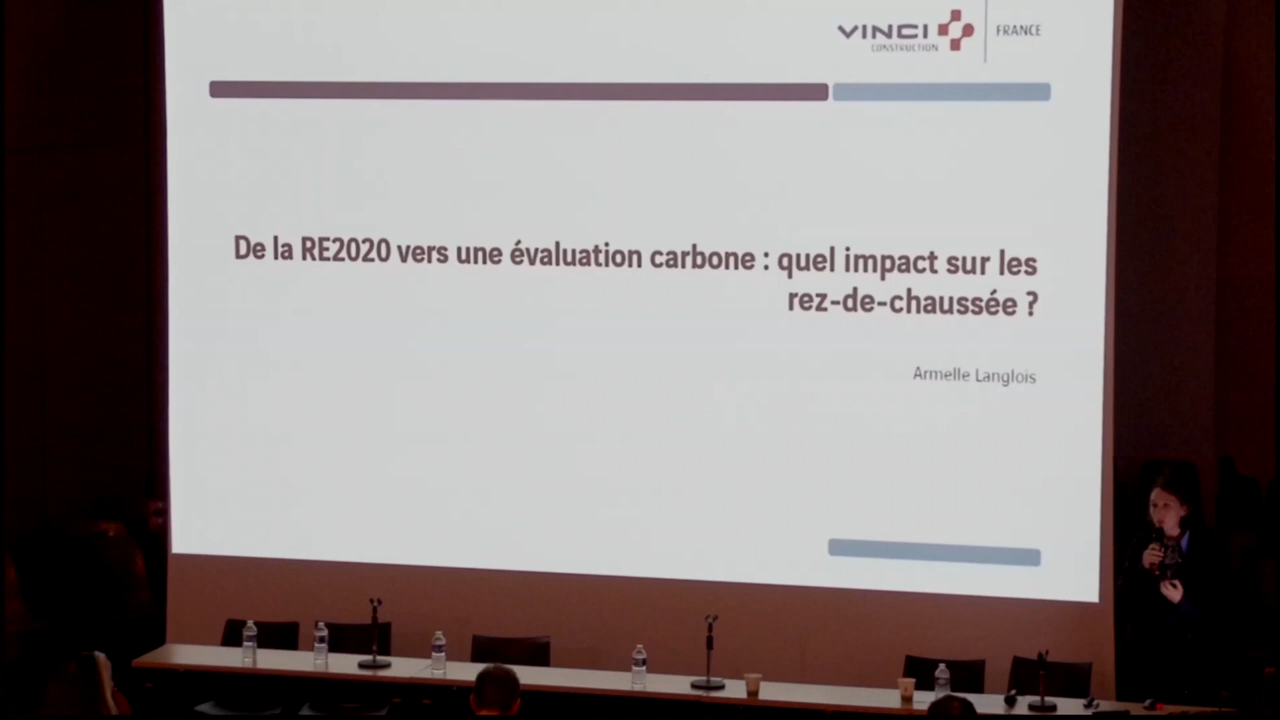 VINCI
CONSTRUCTION
FRANCE
De la RE2020 vers une évaluation carbone : quel impact sur les
rez-de-chaussée ?
Armelle Langlois